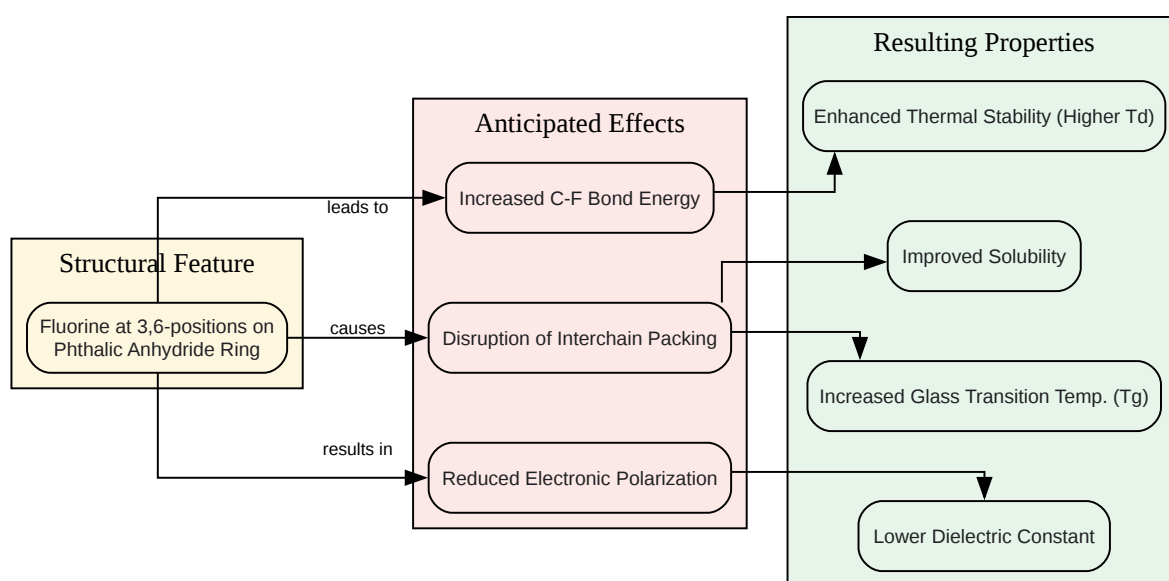 Structural Feature
Fluorine at 3,6-positions on
Phthalic Anhydride Ring
leads to
causes
results in
Anticipated Effects
Increased C-F Bond Energy
Disruption of Interchain Packing
Reduced Electronic Polarization
Resulting Properties
Enhanced Thermal Stability (Higher Td)
Improved Solubility
Increased Glass Transition Temp. (Tg)
Lower Dielectric Constant